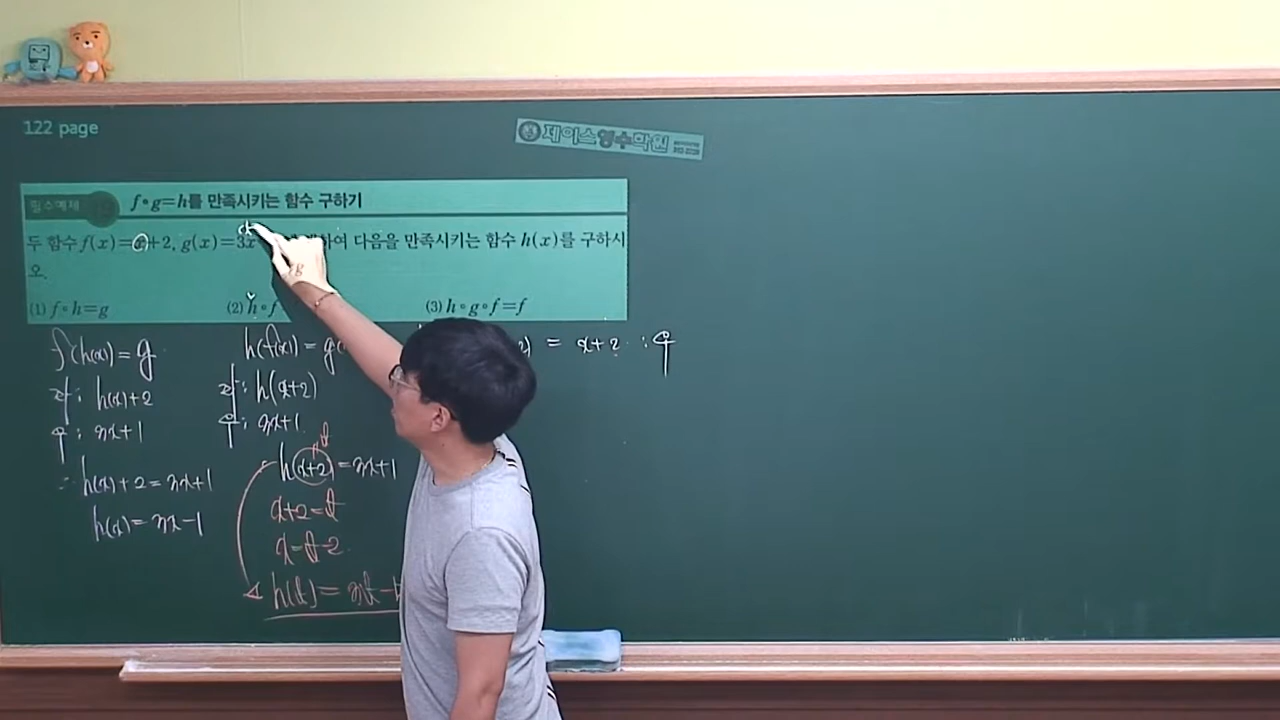 122 page
제이스영수학원
필수예제
f∘g=h를 만족시키는 함수 구하기
두 함수 f(x)=x+2, g(x)=3x 하여 다음을 만족시키는 함수 h(x)를 구하시
오.
(1) f∘h=g
(2) h∘f
(3) h∘g∘f=f
f(h(x))=g
좌: h(x)+2
우: 3x+1
∴ h(x)+2=3x+1
h(x)=3x-1
h(f(x))=g
좌: h(x+2)
우: 3x+1
t
h(x+2)=3x+1
x+2=t
x=t-2
h(t)=3t-
2) = x+2 : 우